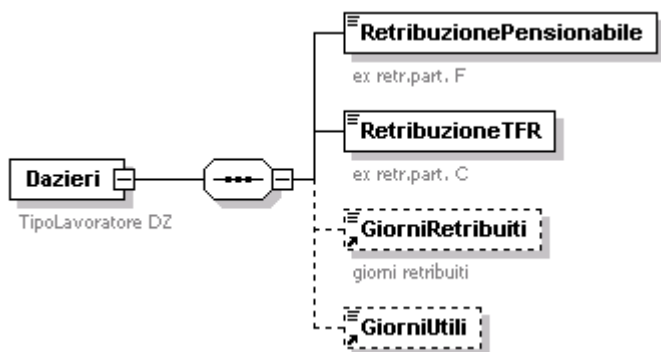 RetribuzionePensionabile
ex retr.part. F
RetribuzioneTFR
ex retr.part. C
Dazieri
TipoLavoratore DZ
GiorniRetribuiti
giorni retribuiti
GiorniUtili